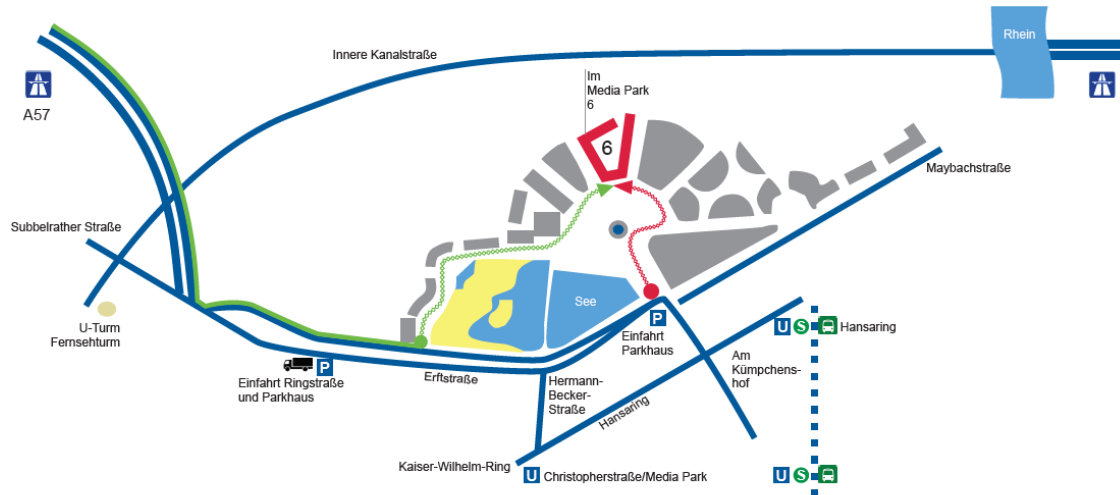 Rhein
Innere Kanalstraße
Im
Media Park
6
A57
6
Maybachstraße
Subbelrather Straße
See
U-Turm
Fernsehturm
P
Einfahrt
Parkhaus
U S Hansaring
P
Einfahrt Ringstraße
und Parkhaus
Erftstraße
Hermann-
Becker-
Straße
Hansaring
Am
Kümpchens-
hof
Kaiser-Wilhelm-Ring
U Christopherstraße/Media Park
U S